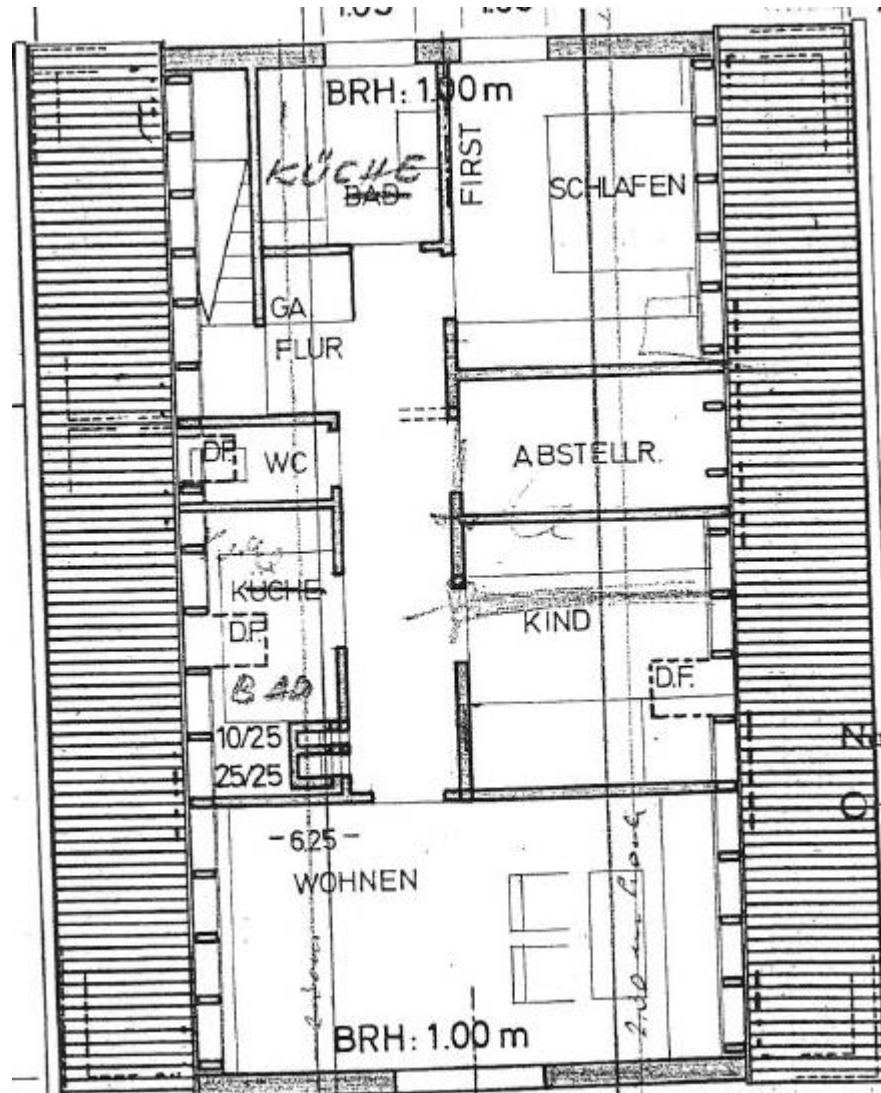 BRH: 1.00 m
KÜCHE
BAD
FIRST
SCHLAFEN
GA
FLUR
D.F.
WC
ABSTELLR.
KÜCHE
D.F.
KIND
BAD
D.F.
10/25
25/25
-6.25-
WOHNEN
BRH: 1.00 m